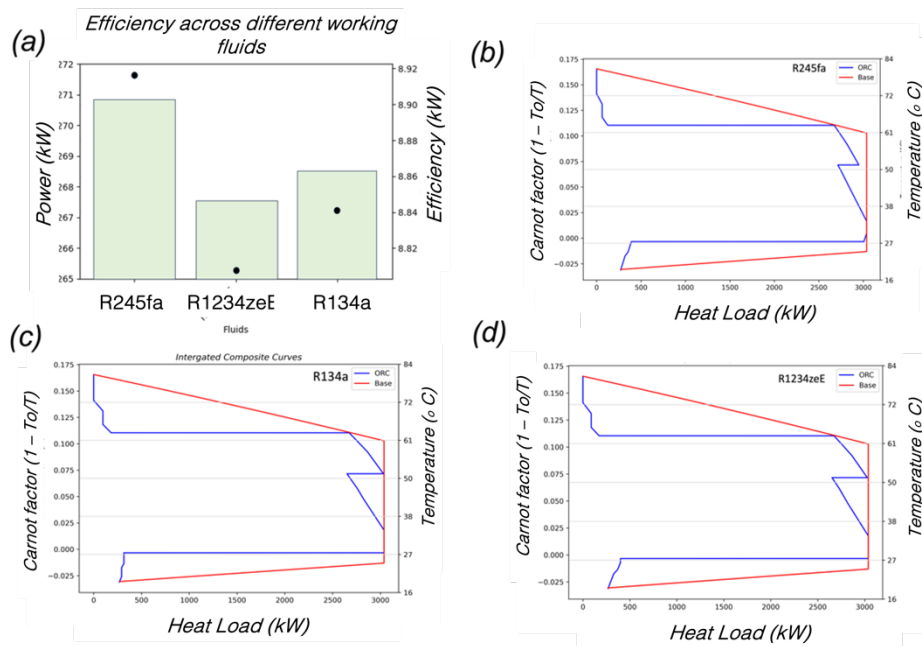 (a)
Efficiency across different working
fluids
Power (kW)
272
271
270
269
268
267
266
265
8.92
8.90
8.88
8.86
8.84
8.82
Efficiency (kW)
R245fa
R1234zeE
R134a
Fluids
(b)
R245fa
ORC
Base
Carnot factor (1 – To/T)
0.175
0.150
0.125
0.100
0.075
0.050
0.025
0.000
-0.025
84
72
61
50
38
27
16
Temperature (o C)
0
500
1000
1500
2000
2500
3000
Heat Load (kW)
(c)
Intergated Composite Curves
R134a
ORC
Base
Carnot factor (1 – To/T)
0.175
0.150
0.125
0.100
0.075
0.050
0.025
0.000
−0.025
84
72
61
50
38
27
16
Temperature (o C)
0
500
1000
1500
2000
2500
3000
Heat Load (kW)
(d)
R1234zeE
ORC
Base
Carnot factor (1 – To/T)
0.175
0.150
0.125
0.100
0.075
0.050
0.025
0.000
−0.025
84
72
61
50
38
27
16
Temperature (o C)
0
500
1000
1500
2000
2500
3000
Heat Load (kW)